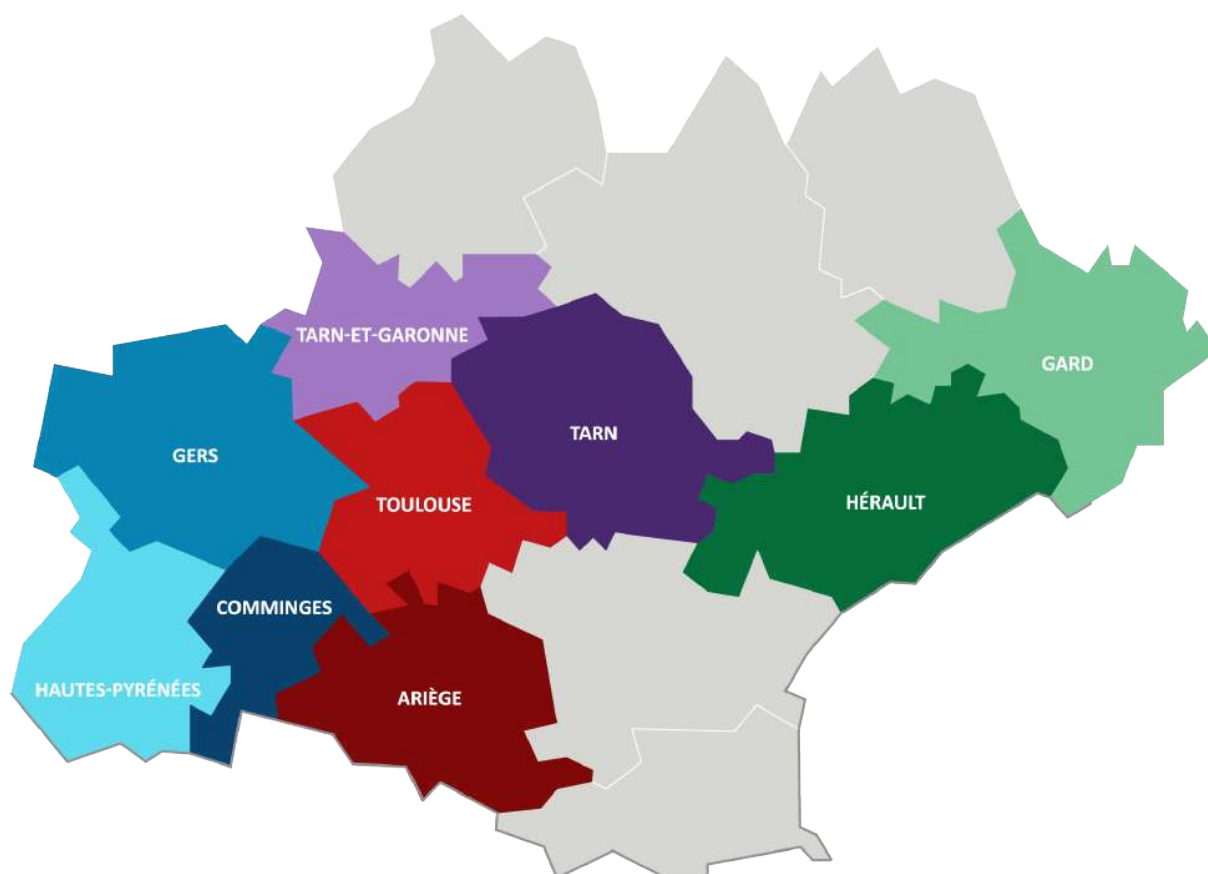 TARN-ET-GARONNE
GARD
TARN
GERS
HÉRAULT
TOULOUSE
COMMINGES
HAUTES-PYRÉNÉES
ARIÈGE